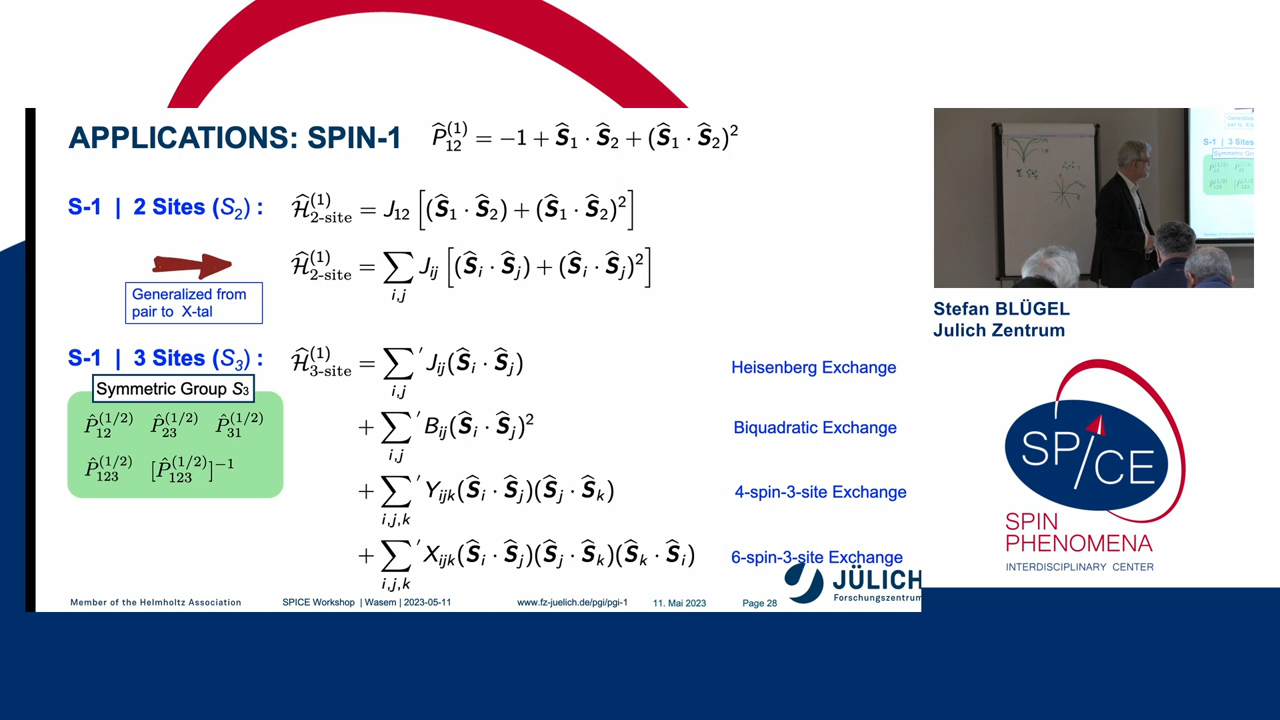 APPLICATIONS: SPIN-1 P̂₁₂⁽¹⁾ = −1 + Ŝ₁ · Ŝ₂ + (Ŝ₁ · Ŝ₂)²
S-1 | 2 Sites (S₂) : Ĥ⁽¹⁾₂₋site = J₁₂ [(Ŝ₁ · Ŝ₂) + (Ŝ₁ · Ŝ₂)²]
Ĥ⁽¹⁾₂₋site = ∑i,j Jij [(Ŝi · Ŝj) + (Ŝi · Ŝj)²]
Generalized from
pair to X-tal
S-1 | 3 Sites (S₃) : Ĥ⁽¹⁾₃₋site = ∑′i,j Jij(Ŝi · Ŝj) Heisenberg Exchange
Symmetric Group S₃
P̂₁₂⁽¹ᐟ²⁾ P̂₂₃⁽¹ᐟ²⁾ P̂₃₁⁽¹ᐟ²⁾
P̂₁₂₃⁽¹ᐟ²⁾ [P̂₁₂₃⁽¹ᐟ²⁾]⁻¹
+ ∑′i,j Bij(Ŝi · Ŝj)² Biquadratic Exchange
+ ∑′i,j,k Yijk(Ŝi · Ŝj)(Ŝj · Ŝk) 4-spin-3-site Exchange
+ ∑′i,j,k Xijk(Ŝi · Ŝj)(Ŝj · Ŝk)(Ŝk · Ŝi) 6-spin-3-site Exchange
JÜLICH
Forschungszentrum
Member of the Helmholtz Association SPICE Workshop | Wasem | 2023-05-11 www.fz-juelich.de/pgi/pgi-1 11. Mai 2023 Page 28
Stefan BLÜGEL
Julich Zentrum
SPICE
SPIN
PHENOMENA
INTERDISCIPLINARY CENTER